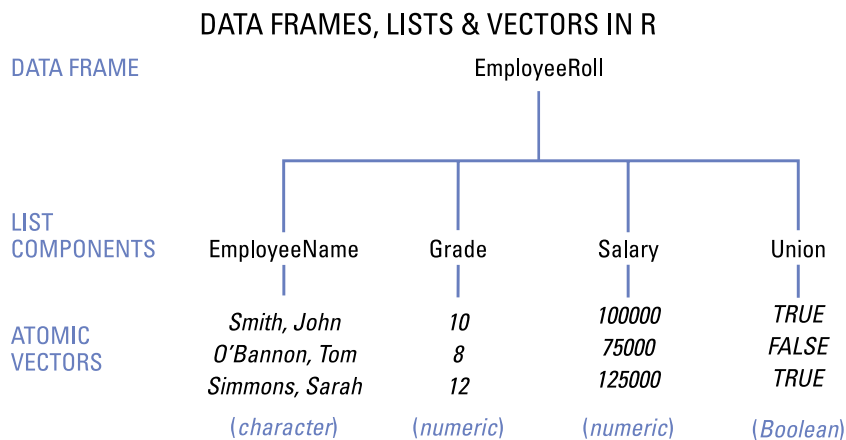 DATA FRAMES, LISTS & VECTORS IN R
DATA FRAME
EmployeeRoll
LIST
COMPONENTS
EmployeeName Grade Salary Union
ATOMIC
VECTORS
Smith, John 10 100000 TRUE
O'Bannon, Tom 8 75000 FALSE
Simmons, Sarah 12 125000 TRUE
(character) (numeric) (numeric) (Boolean)